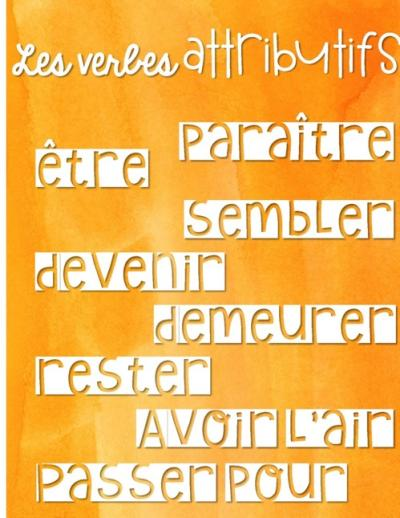 Les verbes attributifs
paraître
être
sembler
devenir
demeurer
rester
Avoir l'air
passer pour